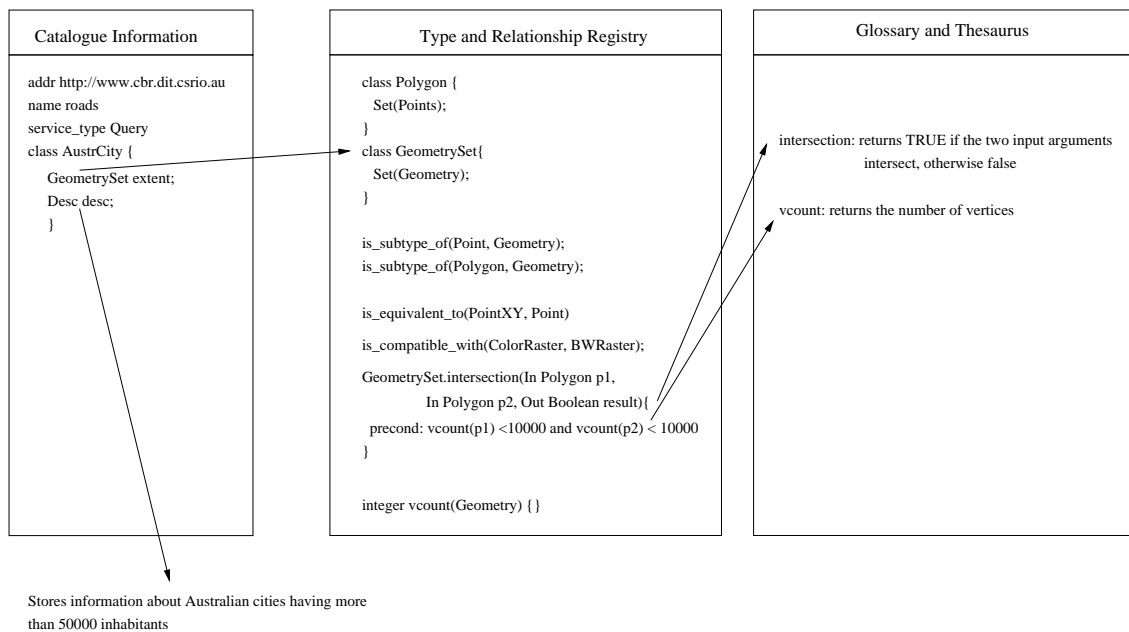 Catalogue Information
addr http://www.cbr.dit.csrio.au
name roads
service_type Query
class AustrCity {
GeometrySet extent;
Desc desc;
}
Type and Relationship Registry
class Polygon {
Set(Points);
}
class GeometrySet{
Set(Geometry);
}
is_subtype_of(Point, Geometry);
is_subtype_of(Polygon, Geometry);
is_equivalent_to(PointXY, Point)
is_compatible_with(ColorRaster, BWRaster);
GeometrySet.intersection(In Polygon p1,
In Polygon p2, Out Boolean result){
precond: vcount(p1) <10000 and vcount(p2) < 10000
}
integer vcount(Geometry) {}
Glossary and Thesaurus
intersection: returns TRUE if the two input arguments
intersect, otherwise false
vcount: returns the number of vertices
Stores information about Australian cities having more
than 50000 inhabitants